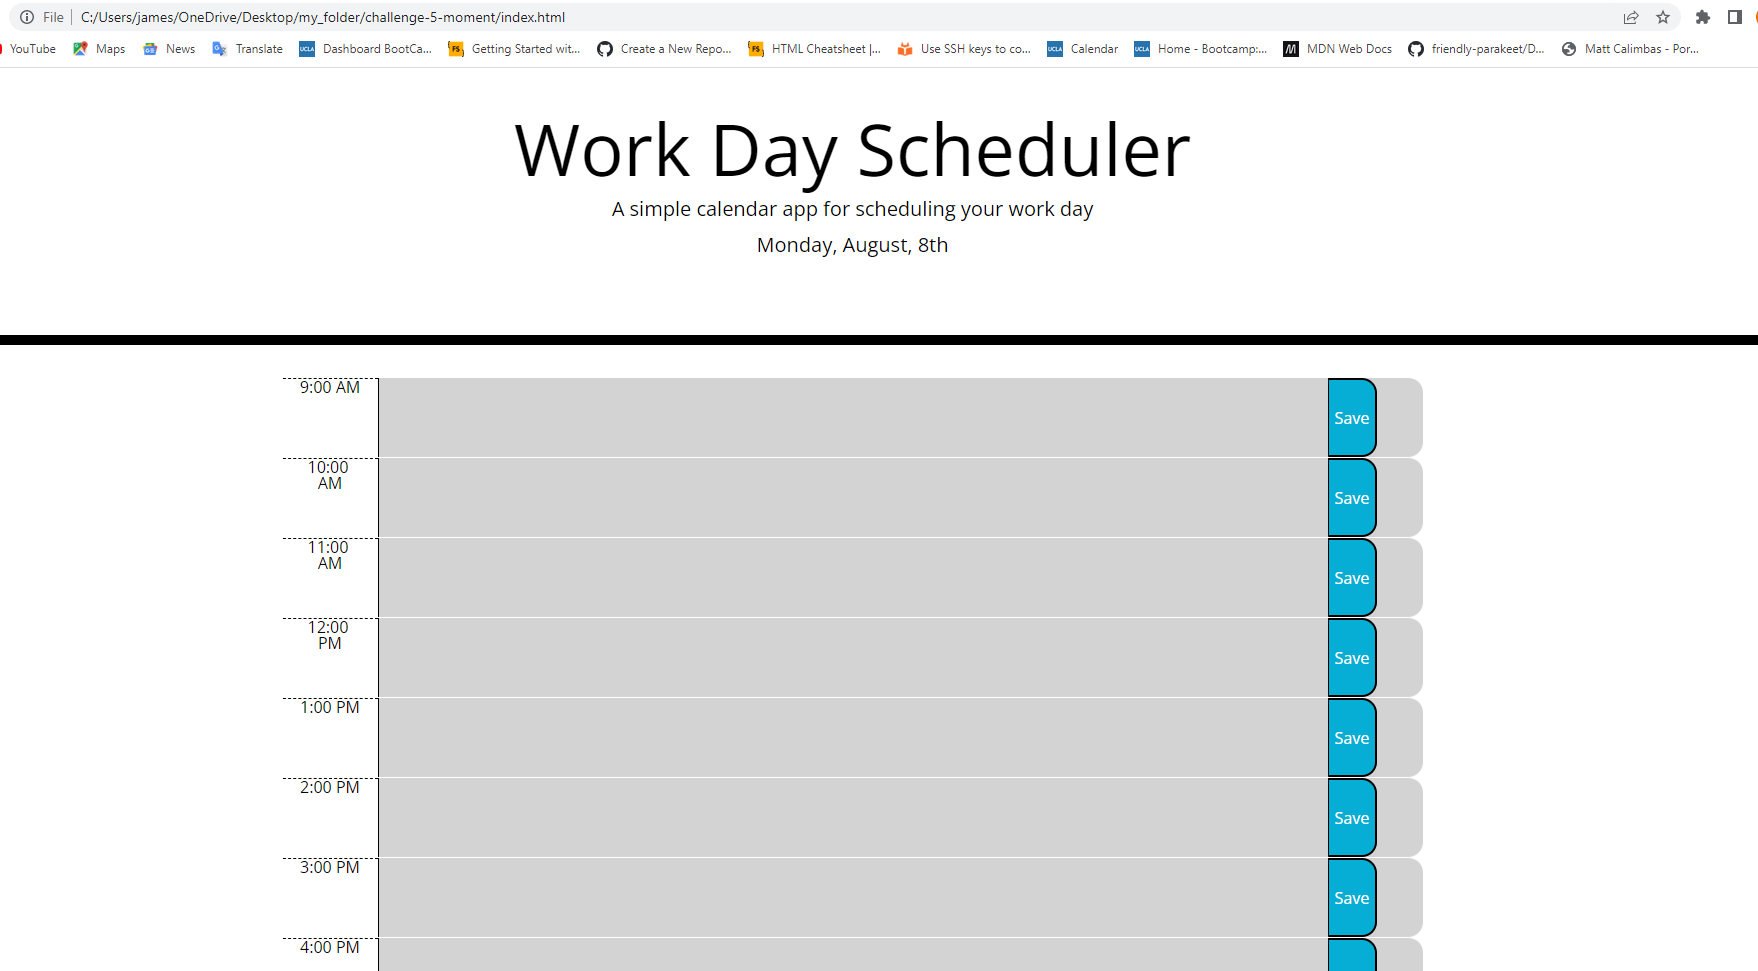 File | C:/Users/james/OneDrive/Desktop/my_folder/challenge-5-moment/index.html
YouTube Maps News Translate Dashboard BootCa... Getting Started wit... Create a New Repo... HTML Cheatsheet |... Use SSH keys to co... Calendar Home - Bootcamp:... MDN Web Docs friendly-parakeet/D... Matt Calimbas - Por...
Work Day Scheduler
A simple calendar app for scheduling your work day
Monday, August, 8th
9:00 AM
Save
10:00
AM
Save
11:00
AM
Save
12:00
PM
Save
1:00 PM
Save
2:00 PM
Save
3:00 PM
Save
4:00 PM